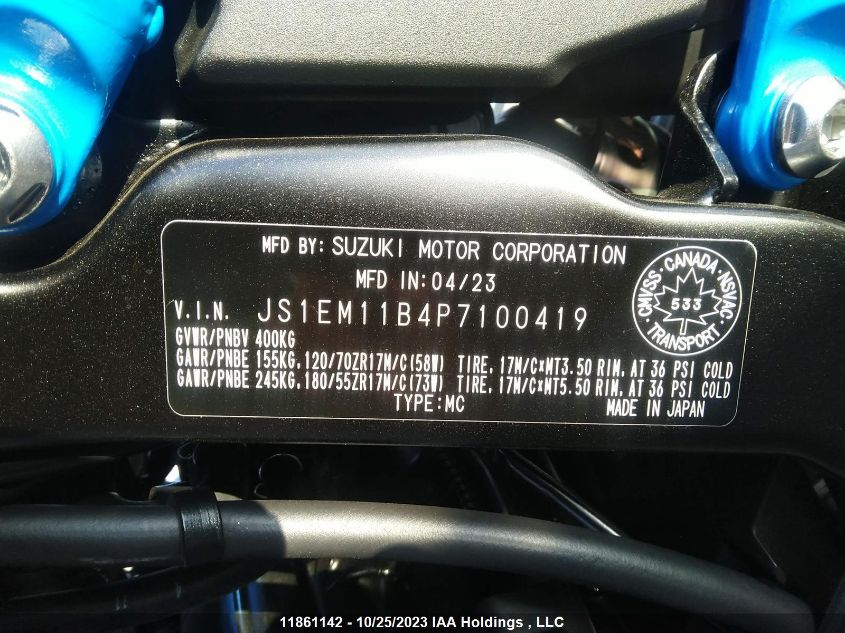 MFD BY: SUZUKI MOTOR CORPORATION
MFD IN: 04/23
V.I.N. JS1EM11B4P7100419
GVWR/PNBV 400KG
GAWR/PNBE 155KG, 120/70ZR17M/C(58W) TIRE, 17M/C×MT3.50 RIM, AT 36 PSI COLD
GAWR/PNBE 245KG, 180/55ZR17M/C(73W) TIRE, 17M/C×MT5.50 RIM, AT 36 PSI COLD
TYPE: MC
MADE IN JAPAN
CMVSS · CANADA · NSVAC
533
TRANSPORT
11861142 - 10/25/2023 IAA Holdings , LLC